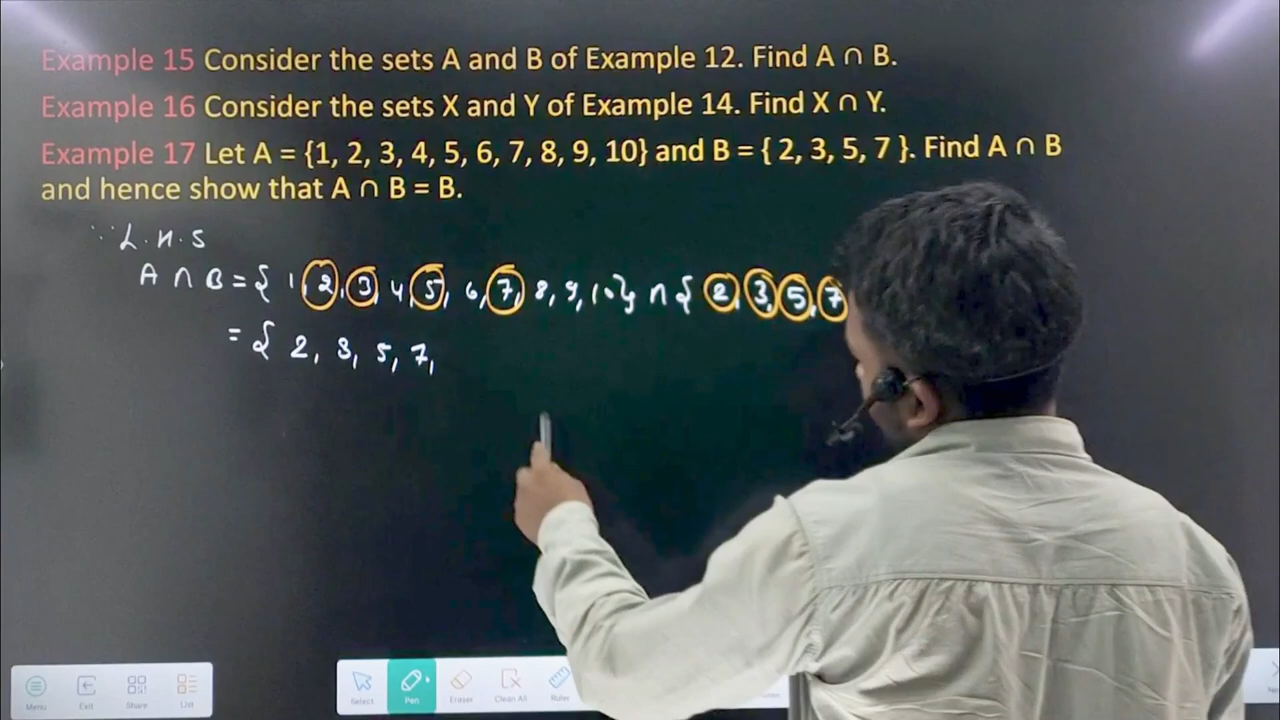 Example 15 Consider the sets A and B of Example 12. Find A ∩ B.
Example 16 Consider the sets X and Y of Example 14. Find X ∩ Y.
Example 17 Let A = {1, 2, 3, 4, 5, 6, 7, 8, 9, 10} and B = { 2, 3, 5, 7 }. Find A ∩ B
and hence show that A ∩ B = B.
L.H.S
A ∩ B = { 1, 2, 3, 4, 5, 6, 7, 8, 9, 10} ∩ { 2, 3, 5, 7
= { 2, 3, 5, 7,
Menu Exit Share List Select Pen Eraser Clean All Ruler